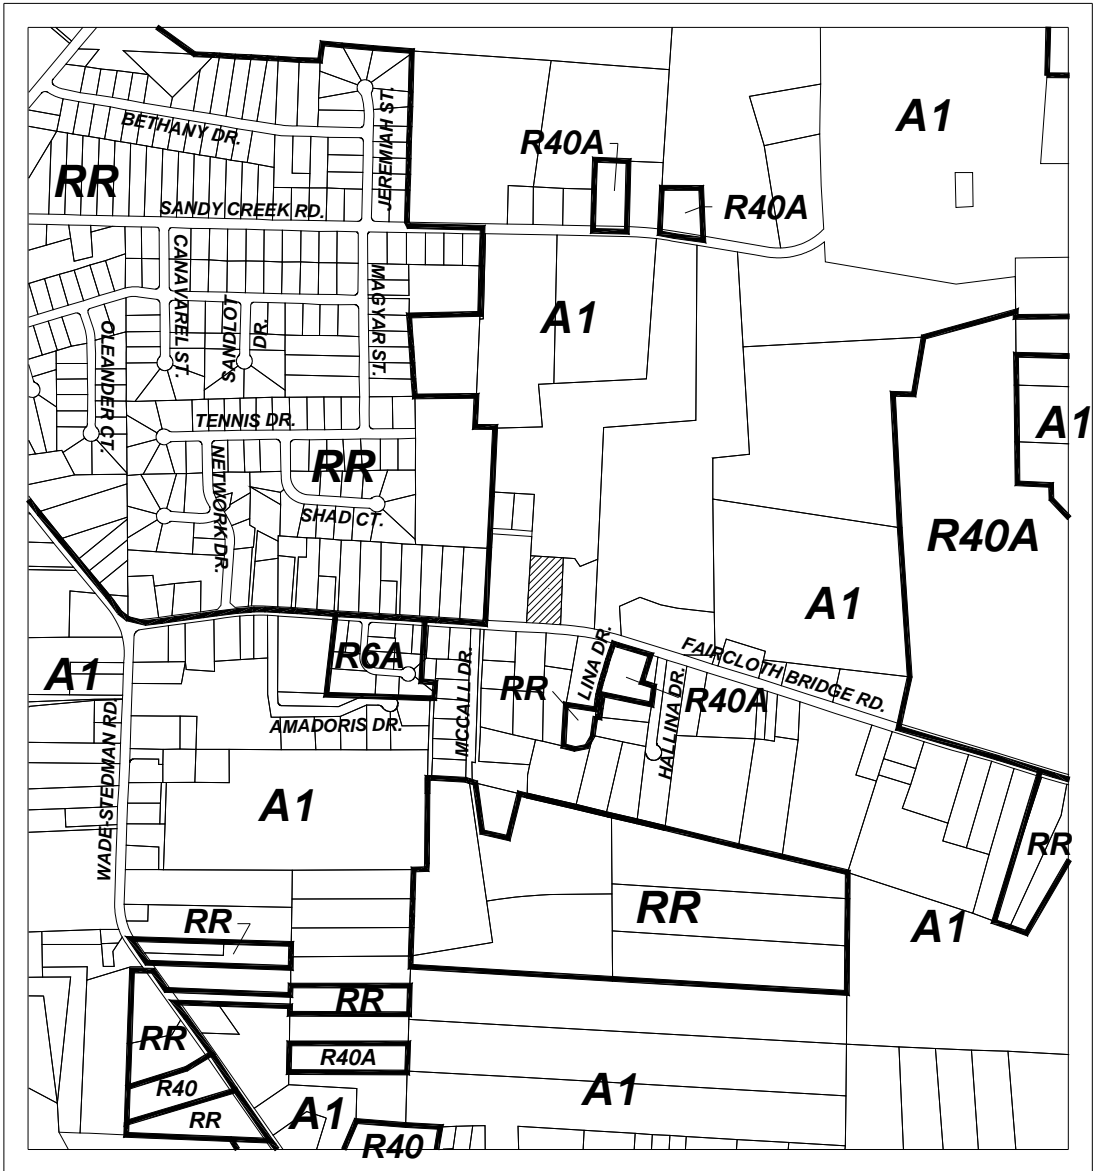 A1
BETHANY DR.
JEREMIAH ST.
R40A
RR
R40A
SANDY CREEK RD.
CANAVAREL ST.
SANDLOT DR.
MAGYAR ST.
A1
OLEANDER CT.
A1
TENNIS DR.
NETWORK DR.
RR
SHAD CT.
R40A
A1
R6A
LINA DR.
FAIRCLOTH BRIDGE RD.
A1
RR
R40A
AMADORIS DR.
MCCALL DR.
HALLINA DR.
WADE-STEDMAN RD.
A1
RR
RR
RR
A1
RR
RR
R40A
R40
A1
A1
RR
R40